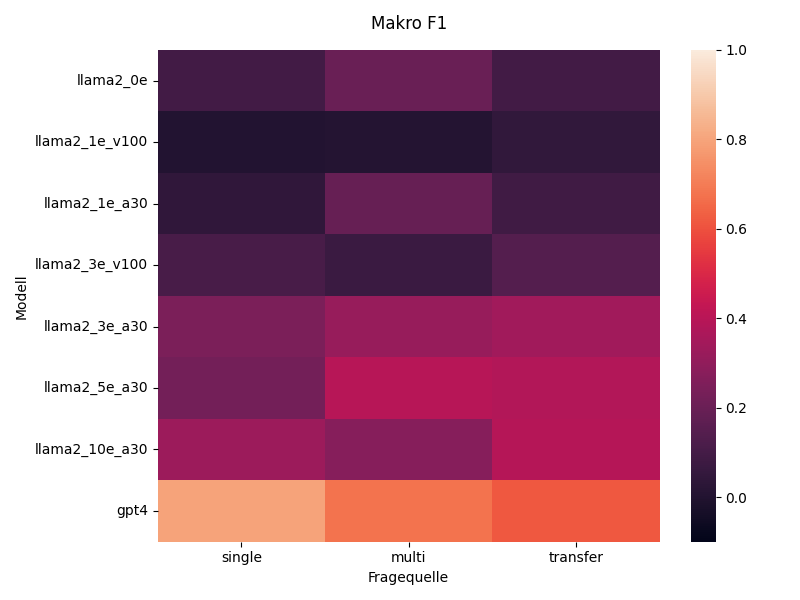 Makro F1
Modell
llama2_0e
llama2_1e_v100
llama2_1e_a30
llama2_3e_v100
llama2_3e_a30
llama2_5e_a30
llama2_10e_a30
gpt4
single multi transfer
Fragequelle
1.0
0.8
0.6
0.4
0.2
0.0